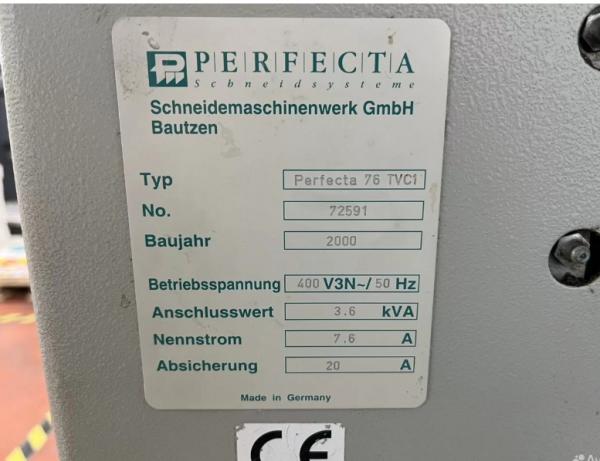 PERFECTA
Schneidsysteme
Schneidemaschinenwerk GmbH
Bautzen
Typ Perfecta 76 TVC1
No. 72591
Baujahr 2000
Betriebsspannung 400 V3N~/ 50 Hz
Anschlusswert 3.6 kVA
Nennstrom 7.6 A
Absicherung 20 A
Made in Germany
CE